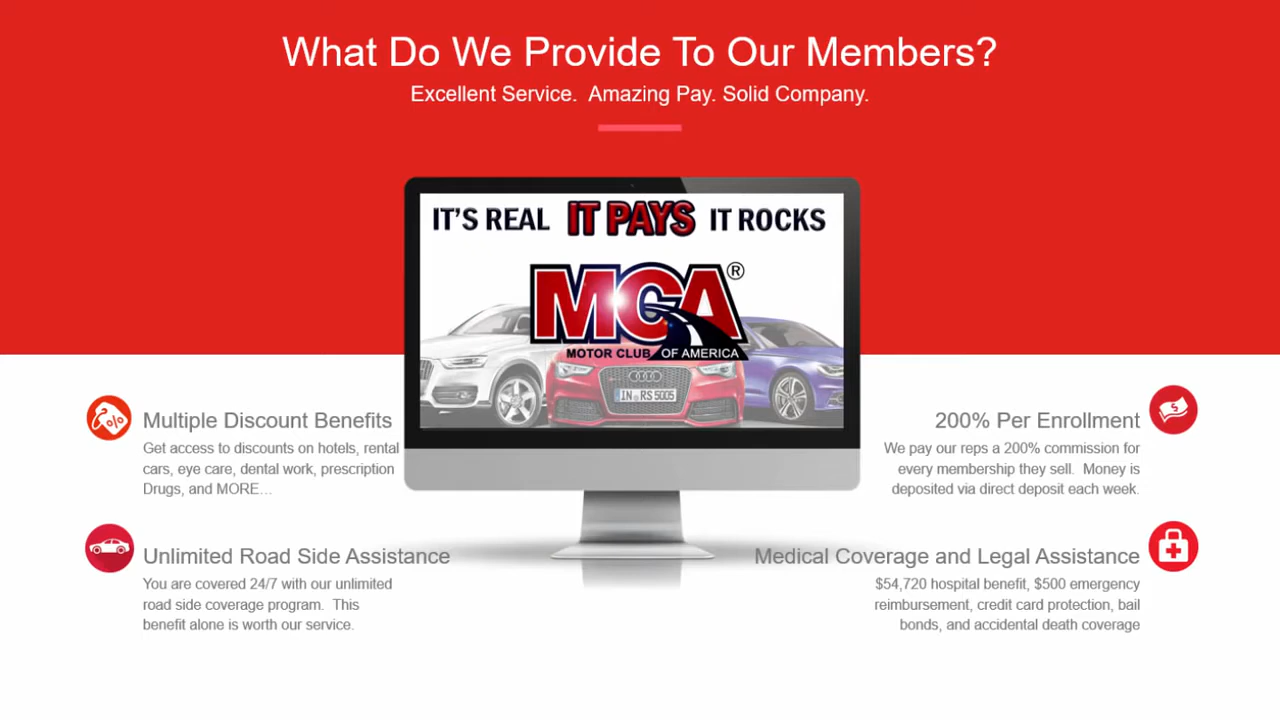 What Do We Provide To Our Members?
Excellent Service.  Amazing Pay. Solid Company.
IT'S REAL IT PAYS IT ROCKS
MCA®
MOTOR CLUB OF AMERICA
IN RS 5005
Multiple Discount Benefits
Get access to discounts on hotels, rental
cars, eye care, dental work, prescription
Drugs, and MORE...
Unlimited Road Side Assistance
You are covered 24/7 with our unlimited
road side coverage program.  This
benefit alone is worth our service.
200% Per Enrollment
We pay our reps a 200% commission for
every membership they sell.  Money is
deposited via direct deposit each week.
Medical Coverage and Legal Assistance
$54,720 hospital benefit, $500 emergency
reimbursement, credit card protection, bail
bonds, and accidental death coverage